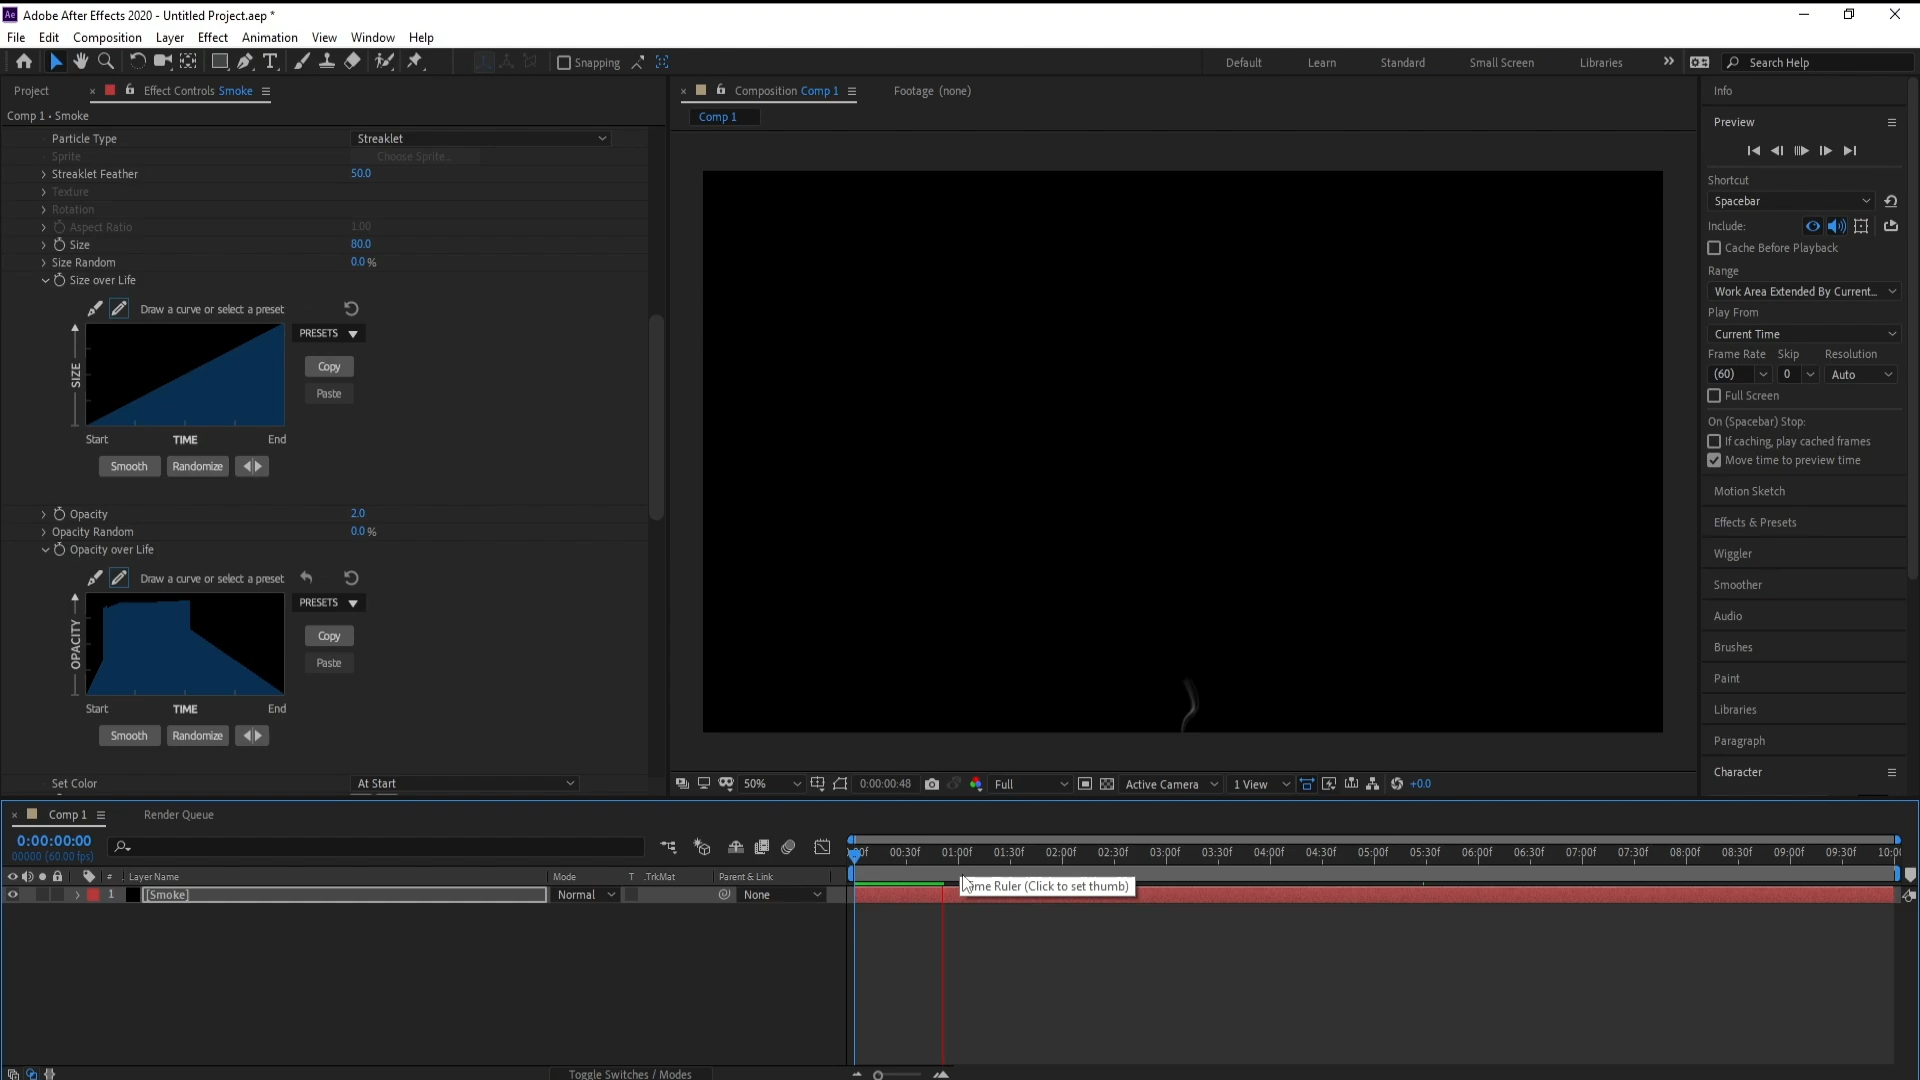 Ae Adobe After Effects 2020 - Untitled Project.aep *
File Edit Composition Layer Effect Animation View Window Help
Snapping Default Learn Standard Small Screen Libraries Search Help
Project Effect Controls Smoke
Comp 1 • Smoke
Particle Type Streaklet
Sprite Choose Sprite...
Streaklet Feather 50.0
Texture
Rotation
Aspect Ratio 1.00
Size 80.0
Size Random 0.0 %
Size over Life
Draw a curve or select a preset
PRESETS
Copy
Paste
SIZE
Start TIME End
Smooth Randomize
Opacity 2.0
Opacity Random 0.0 %
Opacity over Life
Draw a curve or select a preset
PRESETS
Copy
Paste
OPACITY
Start TIME End
Smooth Randomize
Set Color At Start
Composition Comp 1 Footage (none)
Comp 1
50% 0:00:00:48 Full Active Camera 1 View +0.0
Info
Preview
Shortcut
Spacebar
Include:
Cache Before Playback
Range
Work Area Extended By Current...
Play From
Current Time
Frame Rate Skip Resolution
(60) 0 Auto
Full Screen
On (Spacebar) Stop:
If caching, play cached frames
Move time to preview time
Motion Sketch
Effects & Presets
Wiggler
Smoother
Audio
Brushes
Paint
Libraries
Paragraph
Character
Comp 1 Render Queue
0:00:00:00
00000 (60.00 fps)
00:30f 01:00f 01:30f 02:00f 02:30f 03:00f 03:30f 04:00f 04:30f 05:00f 05:30f 06:00f 06:30f 07:00f 07:30f 08:00f 08:30f 09:00f 09:30f
# Layer Name Mode T .TrkMat Parent & Link
1 [Smoke] Normal None
Ruler (Click to set thumb)
Toggle Switches / Modes